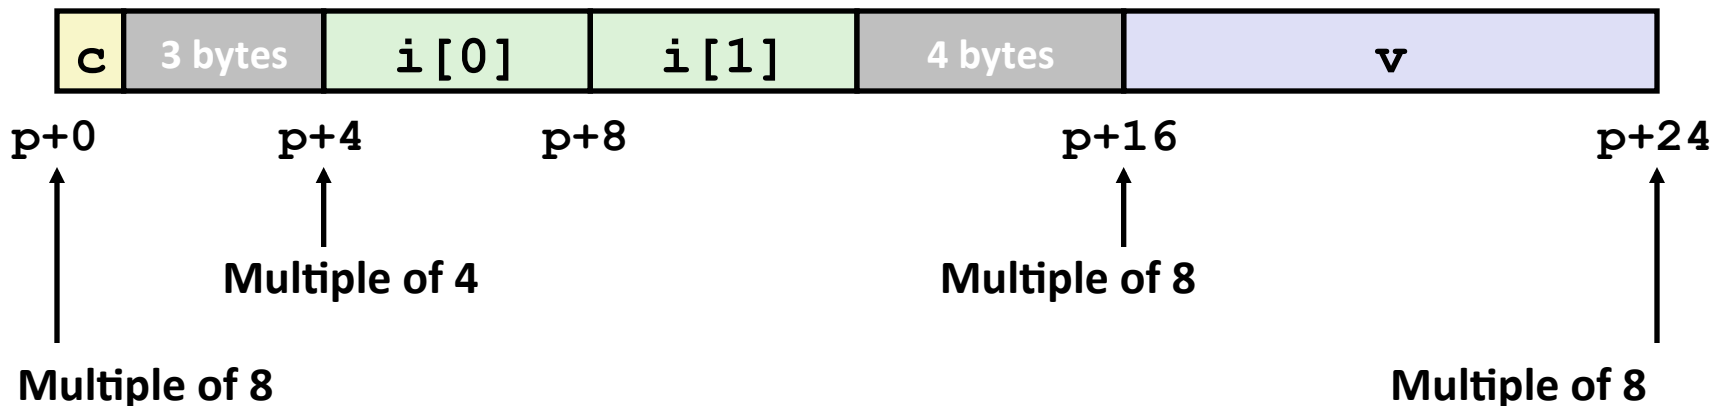 c 3 bytes i[0] i[1] 4 bytes v
p+0 p+4 p+8 p+16 p+24
Multiple of 4 Multiple of 8
Multiple of 8 Multiple of 8